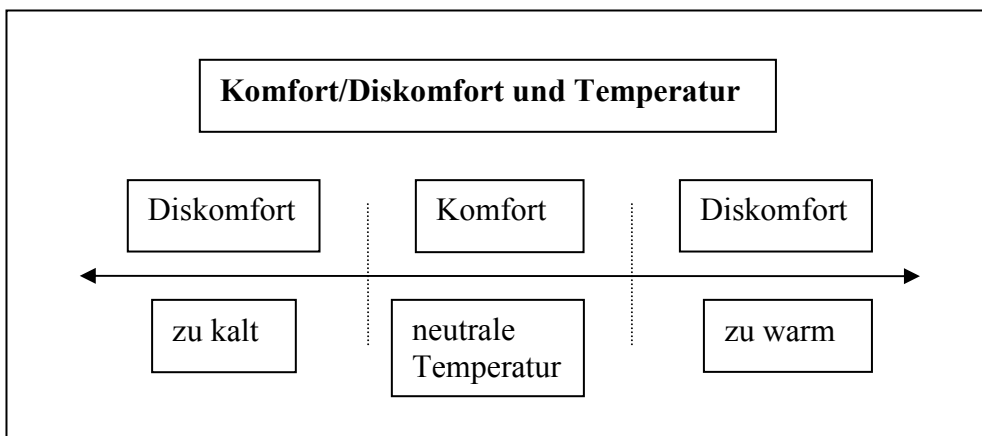 Komfort/Diskomfort und Temperatur
Diskomfort
Komfort
Diskomfort
zu kalt
neutrale
Temperatur
zu warm